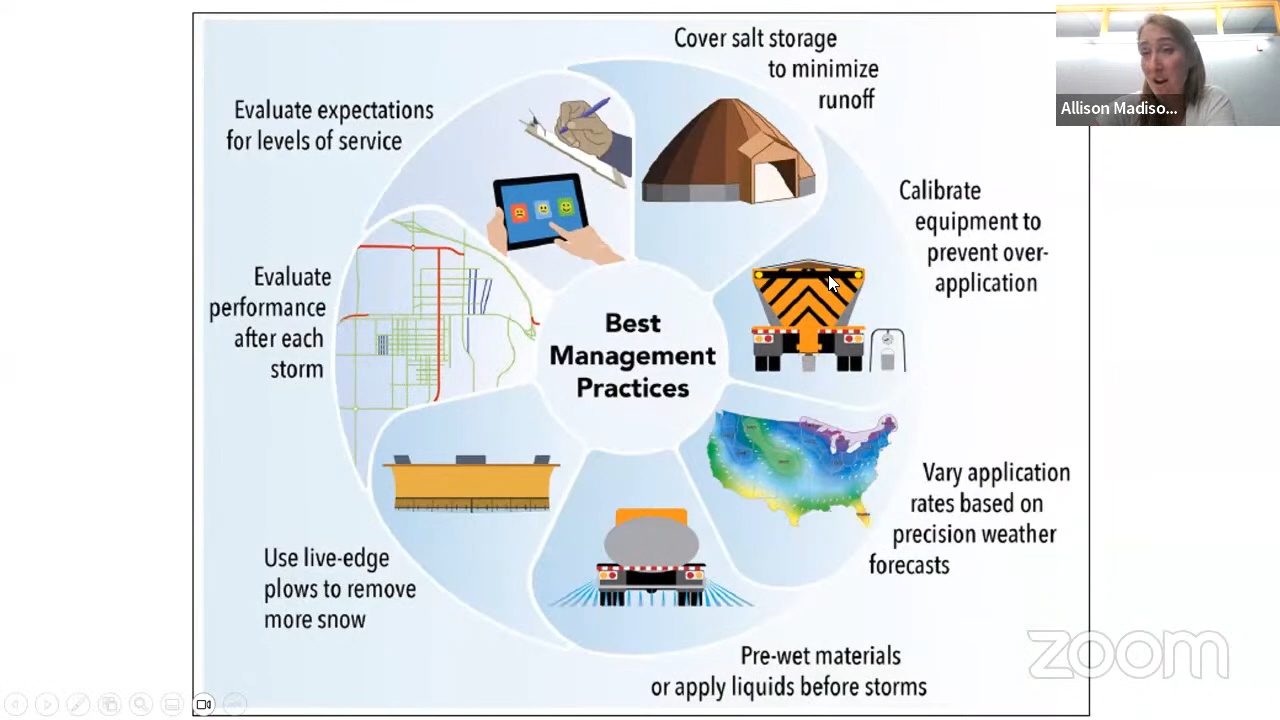 Cover salt storage
to minimize
runoff
Calibrate
equipment to
prevent over-
application
Vary application
rates based on
precision weather
forecasts
Pre-wet materials
or apply liquids before storms
Use live-edge
plows to remove
more snow
Evaluate
performance
after each
storm
Evaluate expectations
for levels of service
Best
Management
Practices
Allison Madiso...
zoom